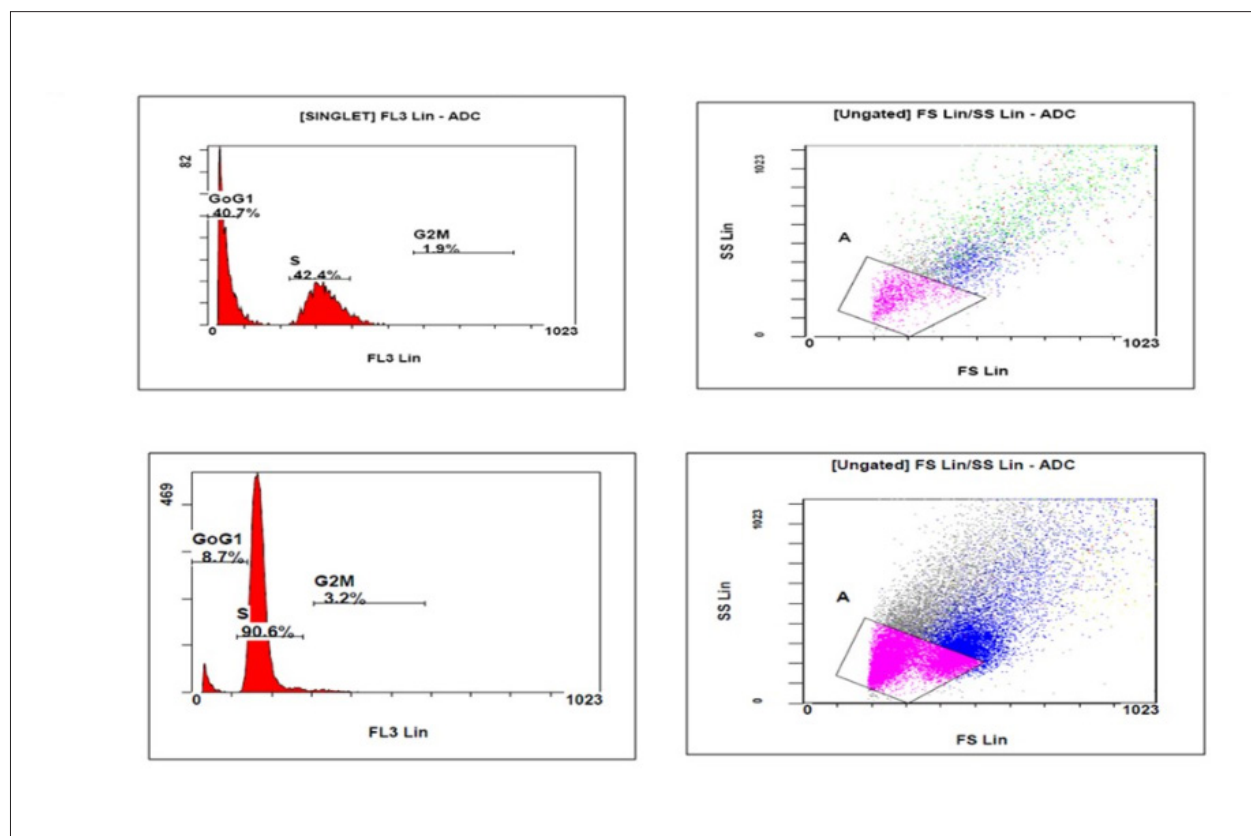 [SINGLET] FL3 Lin - ADC
82
GoG1
40.7%
S
42.4%
G2M
1.9%
0
1023
FL3 Lin
[Ungated] FS Lin/SS Lin - ADC
1023
SS Lin
A
0
0
1023
FS Lin
469
GoG1
8.7%
G2M
3.2%
S
90.6%
0
1023
FL3 Lin
[Ungated] FS Lin/SS Lin - ADC
1023
SS Lin
A
0
0
1023
FS Lin